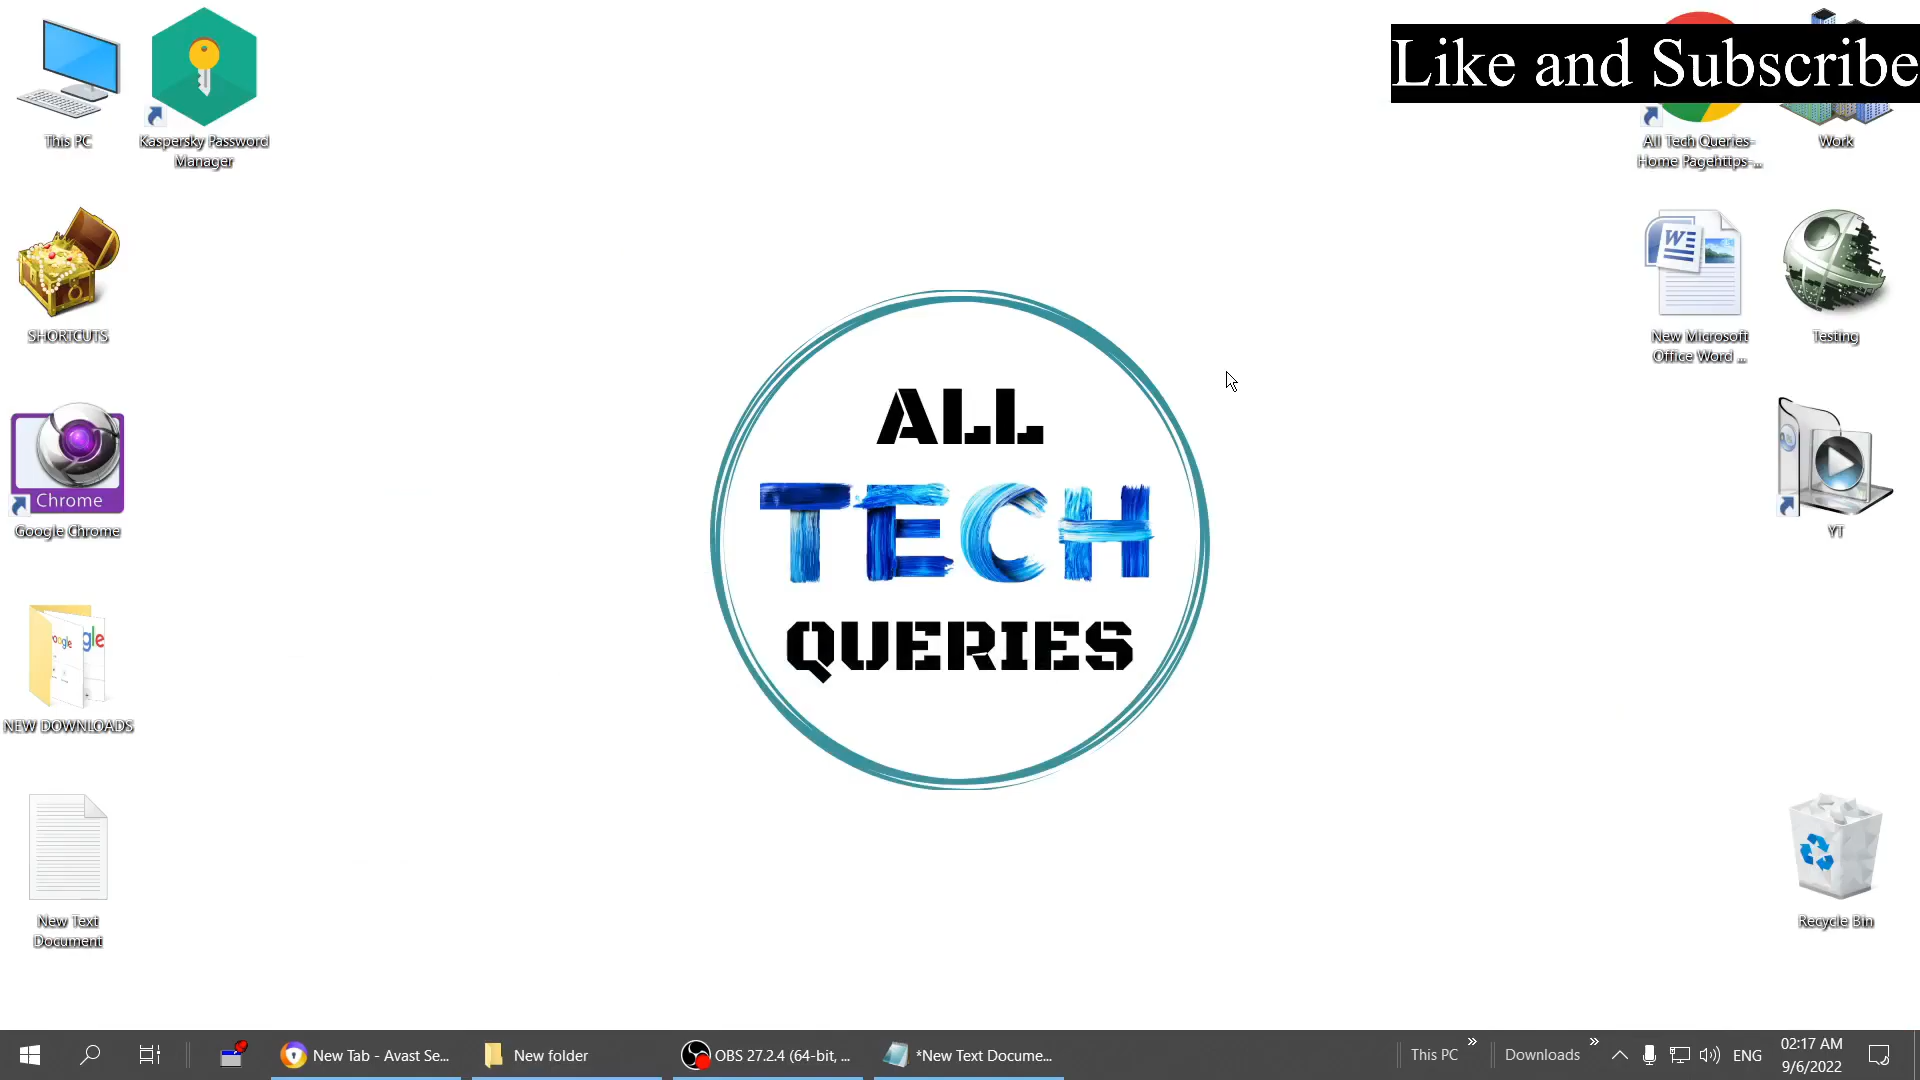 Like and Subscribe
This PC
Kaspersky Password
Manager
All Tech Queries-
Home Pagehttps-...
Work
SHORTCUTS
New Microsoft
Office Word ...
Testing
Chrome
Google Chrome
YT
ALL
TECH
QUERIES
NEW DOWNLOADS
New Text
Document
Recycle Bin
New Tab - Avast Se...
New folder
OBS 27.2.4 (64-bit, ...
*New Text Docume...
This PC
Downloads
ENG
02:17 AM
9/6/2022